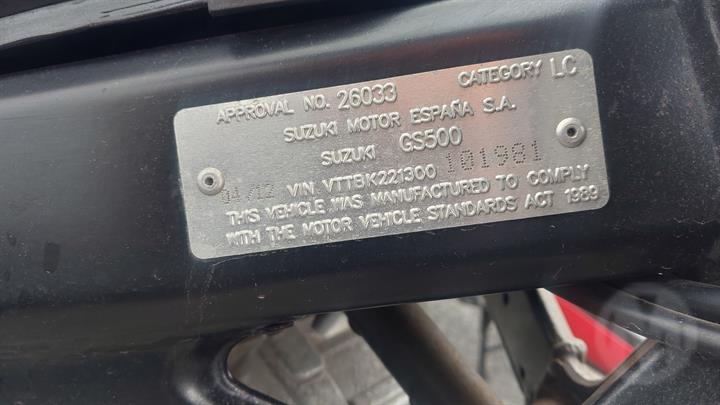 APPROVAL NO. 26033 CATEGORY LC
SUZUKI MOTOR ESPAÑA S.A.
SUZUKI GS500
04/12 VIN VTTBK221300 101981
THIS VEHICLE WAS MANUFACTURED TO COMPLY
WITH THE MOTOR VEHICLE STANDARDS ACT 1989